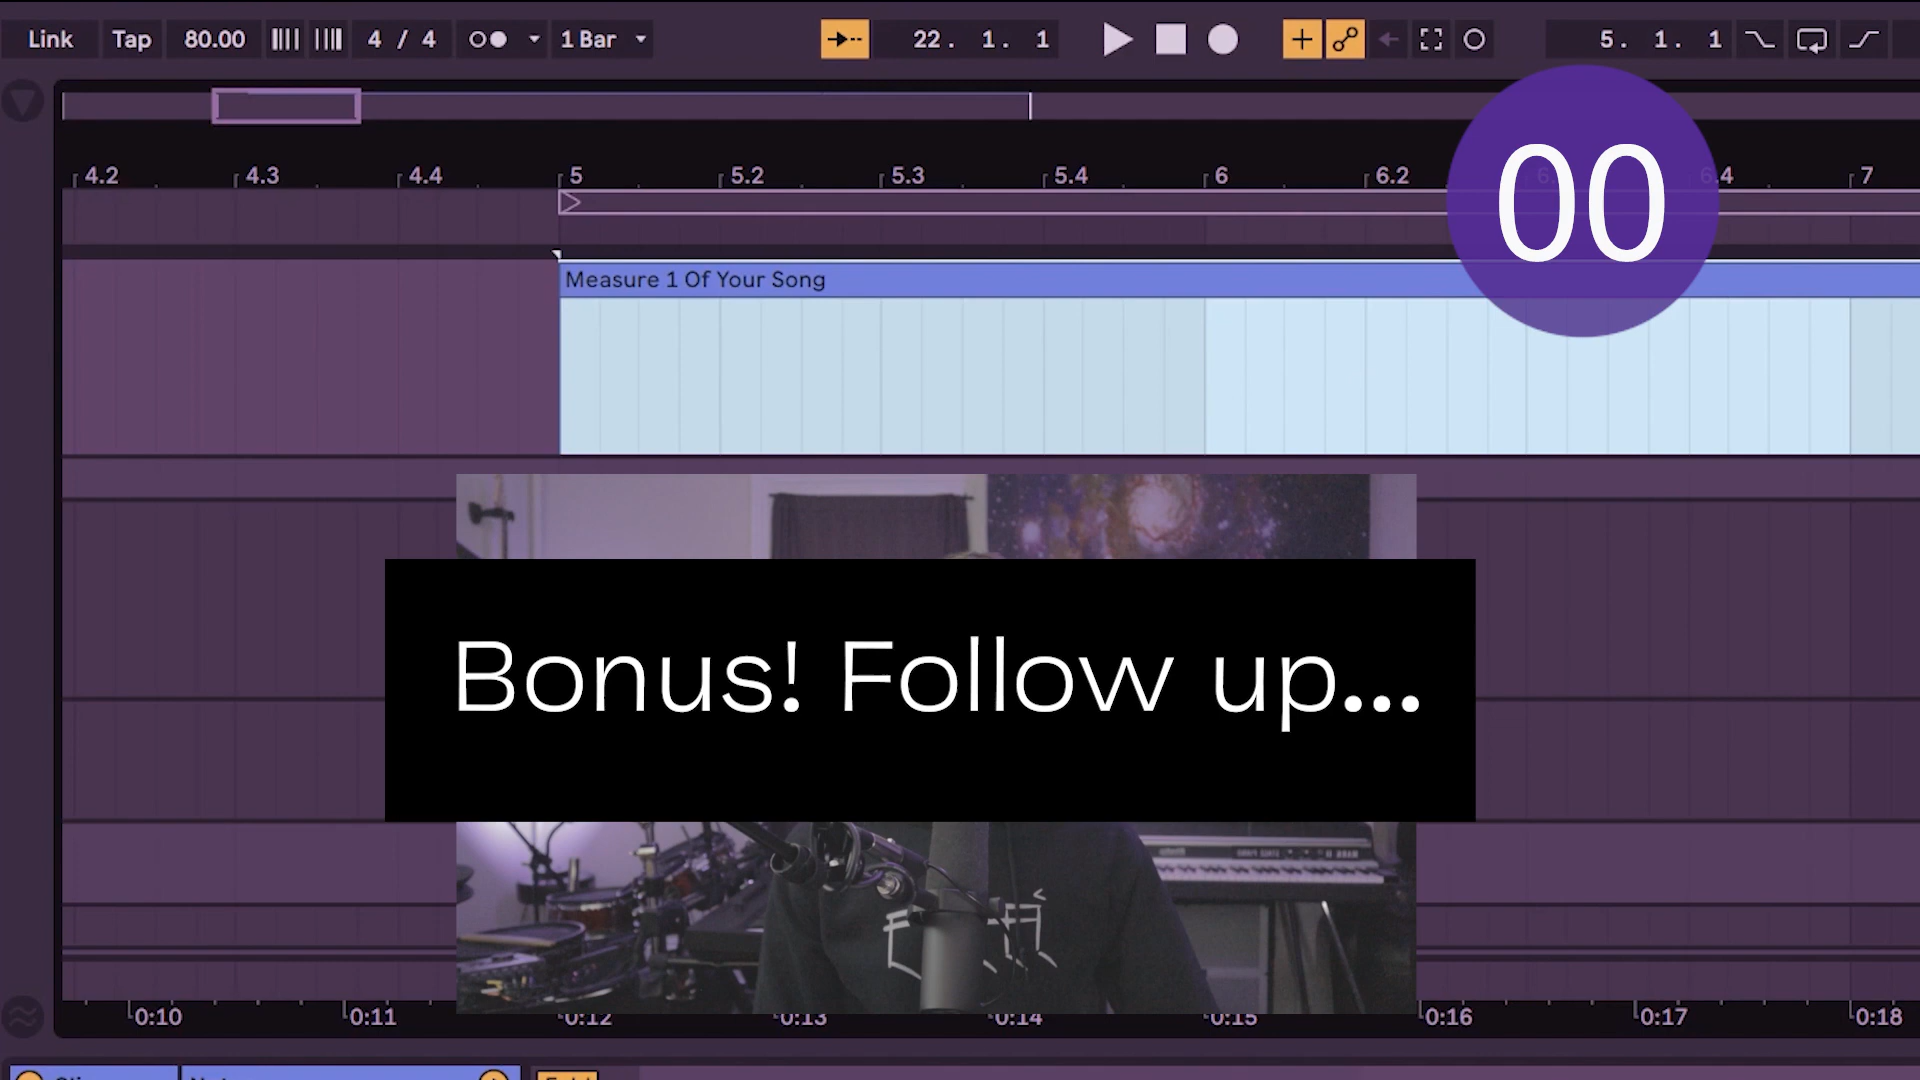 Link Tap 80.00 4 / 4 1 Bar 22. 1. 1 5. 1. 1
4.2 4.3 4.4 5 5.2 5.3 5.4 6 6.2 6.4 7
00
Measure 1 Of Your Song
Bonus! Follow up...
0:10 0:11 0:12 0:13 0:14 0:15 0:16 0:17 0:18